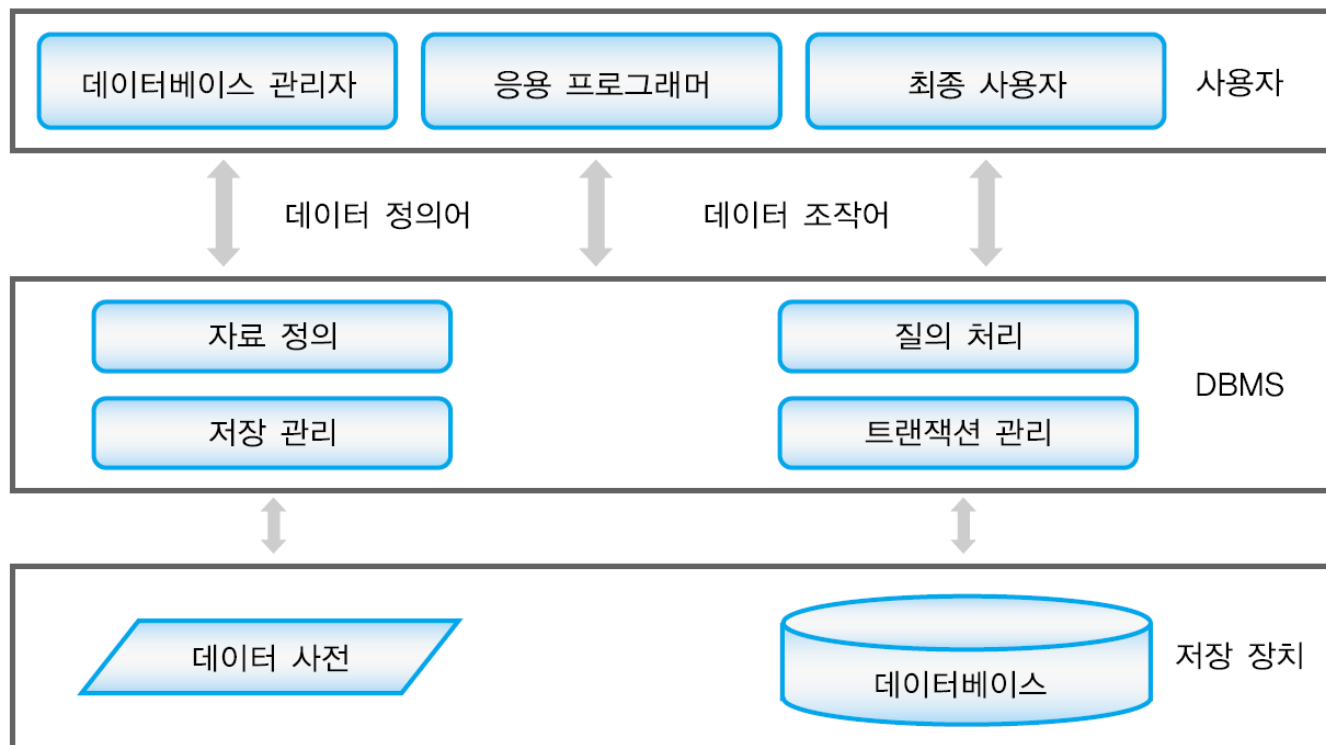 데이터베이스 관리자
응용 프로그래머
최종 사용자
사용자
데이터 정의어
데이터 조작어
자료 정의
질의 처리
DBMS
저장 관리
트랜잭션 관리
데이터 사전
데이터베이스
저장 장치